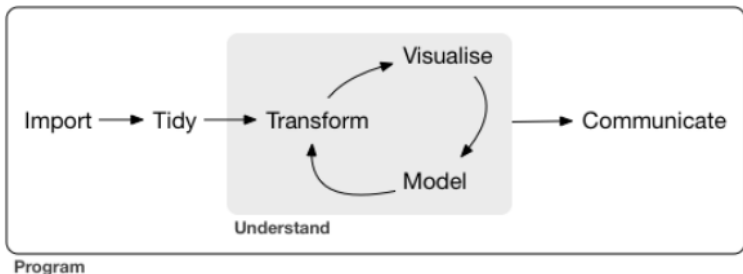 Visualise
Import Tidy Transform Communicate
Model
Understand
Program